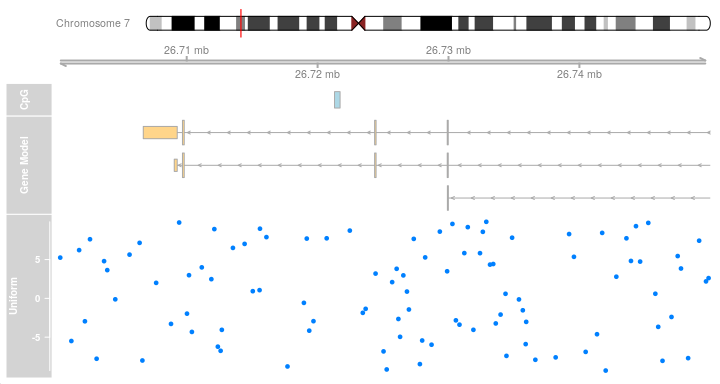 Chromosome 7
26.71 mb
26.73 mb
26.72 mb
26.74 mb
CpG
Gene Model
Uniform
5
0
-5